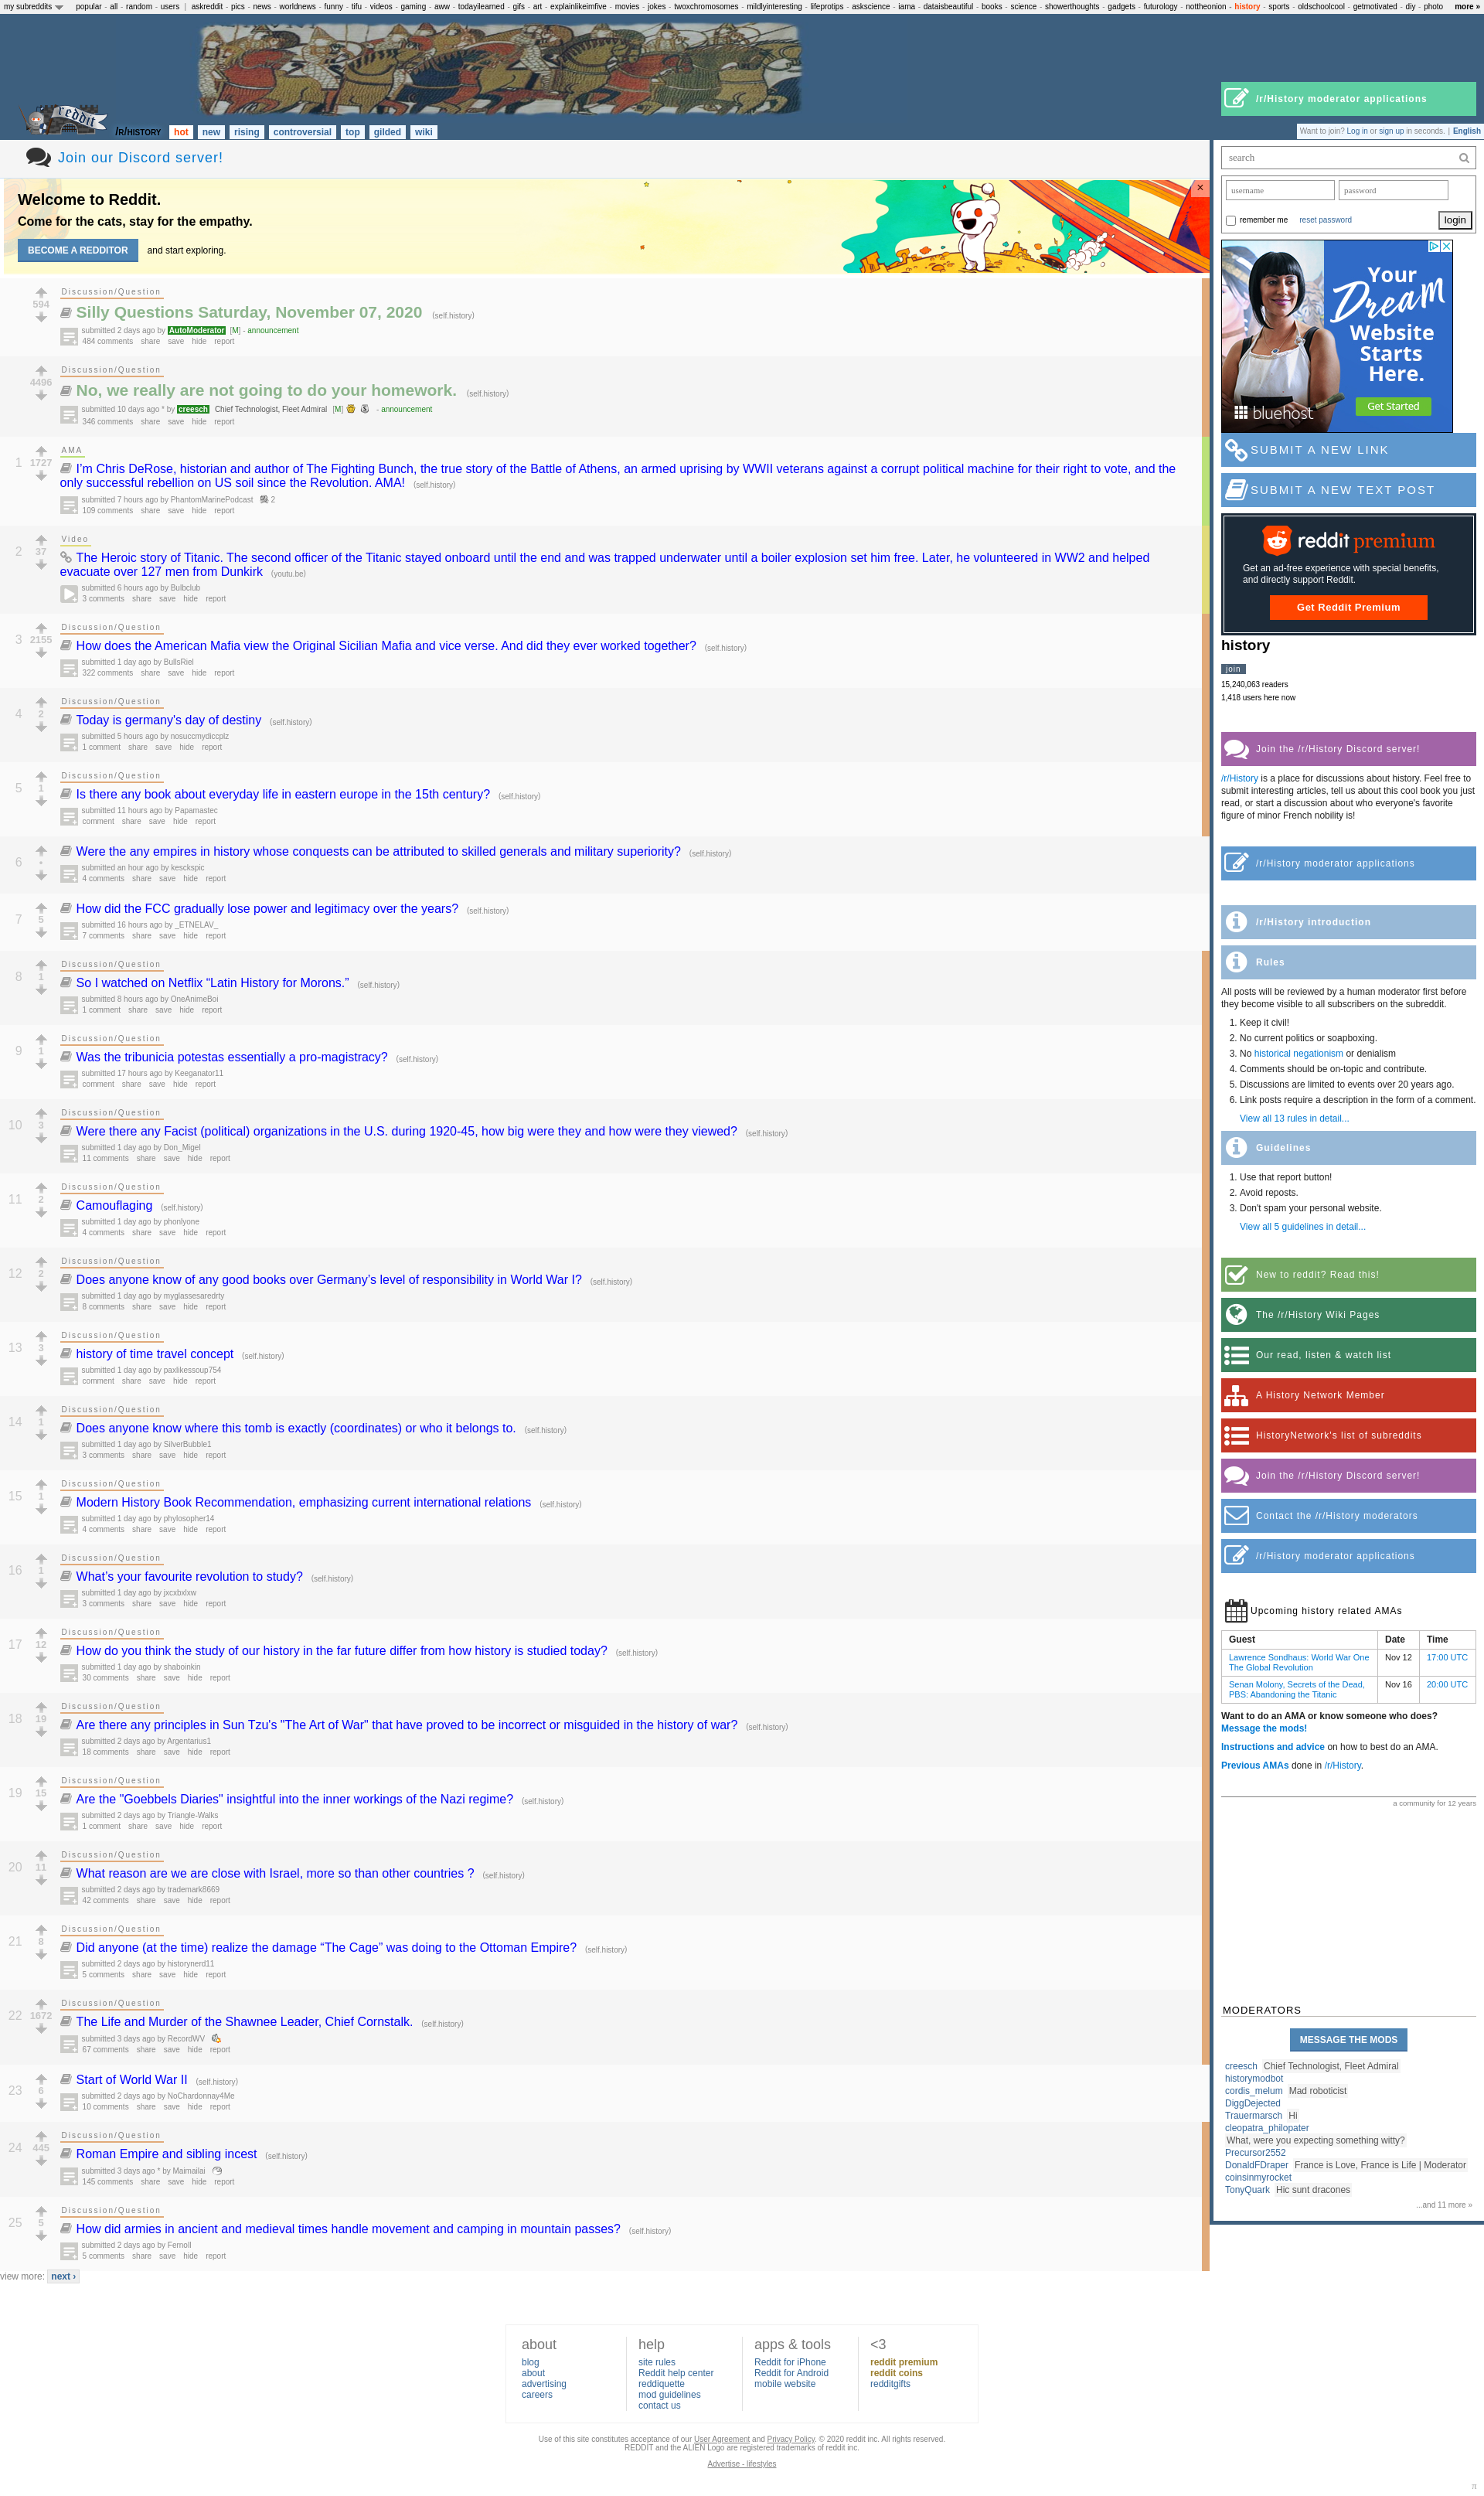 my subreddits popular - all - random - users | askreddit - pics - news - worldnews - funny - tifu - videos - gaming - aww - todayilearned - gifs - art - explainlikeimfive - movies - jokes - twoxchromosomes - mildlyinteresting - lifeprotips - askscience - iama - dataisbeautiful - books - science - showerthoughts - gadgets - futurology - nottheonion - history - sports - oldschoolcool - getmotivated - diy - photo more »
/r/History moderator applications
reddit /R/HISTORY hot new rising controversial top gilded wiki
Want to join? Log in or sign up in seconds. | English
Join our Discord server!
Welcome to Reddit.
Come for the cats, stay for the empathy.
BECOME A REDDITOR and start exploring.
×
Discussion/Question
594
Silly Questions Saturday, November 07, 2020 (self.history)
submitted 2 days ago by AutoModerator [M] - announcement
484 comments share save hide report
Discussion/Question
4496
No, we really are not going to do your homework. (self.history)
submitted 10 days ago * by creesch Chief Technologist, Fleet Admiral [M] - announcement
346 comments share save hide report
AMA
1 1727
I'm Chris DeRose, historian and author of The Fighting Bunch, the true story of the Battle of Athens, an armed uprising by WWII veterans against a corrupt political machine for their right to vote, and the
only successful rebellion on US soil since the Revolution. AMA! (self.history)
submitted 7 hours ago by PhantomMarinePodcast 2
109 comments share save hide report
Video
2 37
The Heroic story of Titanic. The second officer of the Titanic stayed onboard until the end and was trapped underwater until a boiler explosion set him free. Later, he volunteered in WW2 and helped
evacuate over 127 men from Dunkirk (youtu.be)
submitted 6 hours ago by Bulbclub
3 comments share save hide report
Discussion/Question
3 2155
How does the American Mafia view the Original Sicilian Mafia and vice verse. And did they ever worked together? (self.history)
submitted 1 day ago by BullsRiel
322 comments share save hide report
Discussion/Question
4 2
Today is germany's day of destiny (self.history)
submitted 5 hours ago by nosuccmydiccplz
1 comment share save hide report
Discussion/Question
5 1
Is there any book about everyday life in eastern europe in the 15th century? (self.history)
submitted 11 hours ago by Papamastec
comment share save hide report
6 •
Were the any empires in history whose conquests can be attributed to skilled generals and military superiority? (self.history)
submitted an hour ago by kesckspic
4 comments share save hide report
7 5
How did the FCC gradually lose power and legitimacy over the years? (self.history)
submitted 16 hours ago by _ETNELAV_
7 comments share save hide report
Discussion/Question
8 1
So I watched on Netflix “Latin History for Morons.” (self.history)
submitted 8 hours ago by OneAnimeBoi
1 comment share save hide report
Discussion/Question
9 1
Was the tribunicia potestas essentially a pro-magistracy? (self.history)
submitted 17 hours ago by Keeganator11
comment share save hide report
Discussion/Question
10 3
Were there any Facist (political) organizations in the U.S. during 1920-45, how big were they and how were they viewed? (self.history)
submitted 1 day ago by Don_Migel
11 comments share save hide report
Discussion/Question
11 2
Camouflaging (self.history)
submitted 1 day ago by phonlyone
4 comments share save hide report
Discussion/Question
12 2
Does anyone know of any good books over Germany's level of responsibility in World War I? (self.history)
submitted 1 day ago by myglassesaredrty
8 comments share save hide report
Discussion/Question
13 3
history of time travel concept (self.history)
submitted 1 day ago by paxlikessoup754
comment share save hide report
Discussion/Question
14 1
Does anyone know where this tomb is exactly (coordinates) or who it belongs to. (self.history)
submitted 1 day ago by SilverBubble1
3 comments share save hide report
Discussion/Question
15 1
Modern History Book Recommendation, emphasizing current international relations (self.history)
submitted 1 day ago by phylosopher14
4 comments share save hide report
Discussion/Question
16 1
What's your favourite revolution to study? (self.history)
submitted 1 day ago by jxcxbxlxw
3 comments share save hide report
Discussion/Question
17 12
How do you think the study of our history in the far future differ from how history is studied today? (self.history)
submitted 1 day ago by shaboinkin
30 comments share save hide report
Discussion/Question
18 19
Are there any principles in Sun Tzu's "The Art of War" that have proved to be incorrect or misguided in the history of war? (self.history)
submitted 2 days ago by Argentarius1
18 comments share save hide report
Discussion/Question
19 15
Are the "Goebbels Diaries" insightful into the inner workings of the Nazi regime? (self.history)
submitted 2 days ago by Triangle-Walks
1 comment share save hide report
Discussion/Question
20 11
What reason are we are close with Israel, more so than other countries ? (self.history)
submitted 2 days ago by trademark8669
42 comments share save hide report
Discussion/Question
21 8
Did anyone (at the time) realize the damage “The Cage” was doing to the Ottoman Empire? (self.history)
submitted 2 days ago by historynerd11
5 comments share save hide report
Discussion/Question
22 1672
The Life and Murder of the Shawnee Leader, Chief Cornstalk. (self.history)
submitted 3 days ago by RecordWV
67 comments share save hide report
23 6
Start of World War II (self.history)
submitted 2 days ago by NoChardonnay4Me
10 comments share save hide report
Discussion/Question
24 445
Roman Empire and sibling incest (self.history)
submitted 3 days ago * by Maimailai
145 comments share save hide report
Discussion/Question
25 5
How did armies in ancient and medieval times handle movement and camping in mountain passes? (self.history)
submitted 2 days ago by Fernoll
5 comments share save hide report
view more: next ›
search
username password
remember me reset password login
Your
Dream
Website
Starts
Here.
bluehost Get Started
SUBMIT A NEW LINK
SUBMIT A NEW TEXT POST
reddit premium
Get an ad-free experience with special benefits,
and directly support Reddit.
Get Reddit Premium
history
join
15,240,063 readers
1,418 users here now
Join the /r/History Discord server!
/r/History is a place for discussions about history. Feel free to
submit interesting articles, tell us about this cool book you just
read, or start a discussion about who everyone's favorite
figure of minor French nobility is!
/r/History moderator applications
/r/History introduction
Rules
All posts will be reviewed by a human moderator first before
they become visible to all subscribers on the subreddit.
1. Keep it civil!
2. No current politics or soapboxing.
3. No historical negationism or denialism
4. Comments should be on-topic and contribute.
5. Discussions are limited to events over 20 years ago.
6. Link posts require a description in the form of a comment.
View all 13 rules in detail...
Guidelines
1. Use that report button!
2. Avoid reposts.
3. Don't spam your personal website.
View all 5 guidelines in detail...
New to reddit? Read this!
The /r/History Wiki Pages
Our read, listen & watch list
A History Network Member
HistoryNetwork's list of subreddits
Join the /r/History Discord server!
Contact the /r/History moderators
/r/History moderator applications
Upcoming history related AMAs
Guest Date Time
Lawrence Sondhaus: World War One Nov 12 17:00 UTC
The Global Revolution
Senan Molony, Secrets of the Dead, Nov 16 20:00 UTC
PBS: Abandoning the Titanic
Want to do an AMA or know someone who does?
Message the mods!
Instructions and advice on how to best do an AMA.
Previous AMAs done in /r/History.
a community for 12 years
MODERATORS
MESSAGE THE MODS
creesch Chief Technologist, Fleet Admiral
historymodbot
cordis_melum Mad roboticist
DiggDejected
Trauermarsch Hi
cleopatra_philopater
What, were you expecting something witty?
Precursor2552
DonaldFDraper France is Love, France is Life | Moderator
coinsinmyrocket
TonyQuark Hic sunt dracones
...and 11 more »
about
blog
about
advertising
careers
help
site rules
Reddit help center
reddiquette
mod guidelines
contact us
apps & tools
Reddit for iPhone
Reddit for Android
mobile website
<3
reddit premium
reddit coins
redditgifts
Use of this site constitutes acceptance of our User Agreement and Privacy Policy. © 2020 reddit inc. All rights reserved.
REDDIT and the ALIEN Logo are registered trademarks of reddit inc.
Advertise - lifestyles
π